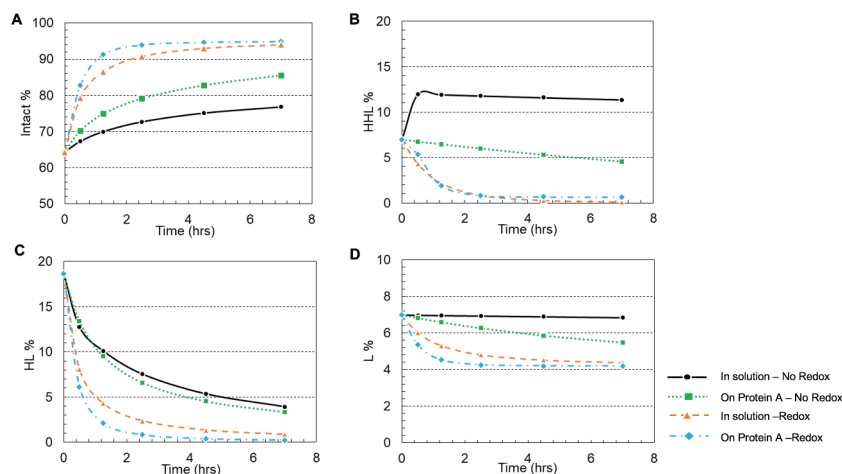 A
Intact %
100
90
80
70
60
50
0 2 4 6 8
Time (hrs)
B
HHL %
20
15
10
5
0
0 2 4 6 8
Time (hrs)
C
HL %
20
15
10
5
0
0 2 4 6 8
Time (hrs)
D
L %
10
8
6
4
2
0
0 2 4 6 8
Time (hrs)
In solution – No Redox
On Protein A – No Redox
In solution –Redox
On Protein A –Redox